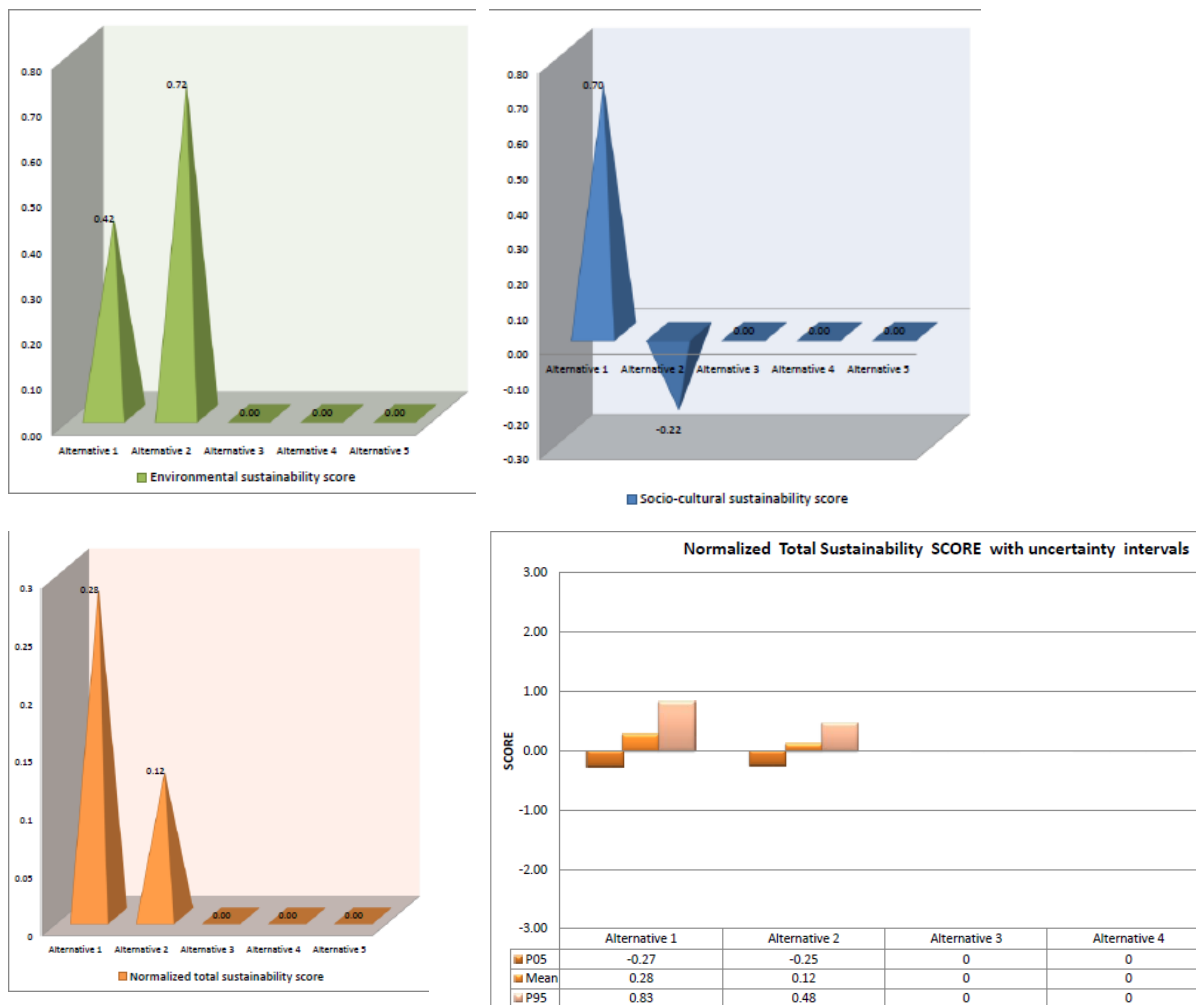 0.80
0.70
0.60
0.50
0.40
0.30
0.20
0.10
0.00
0.42
0.72
0.00 0.00 0.00
Alternative 1 Alternative 2 Alternative 3 Alternative 4 Alternative 5
Environmental sustainability score
0.80
0.70
0.60
0.50
0.40
0.30
0.20
0.10
0.00
-0.10
-0.20
-0.30
0.70
-0.22
0.00 0.00 0.00
Alternative 1 Alternative 2 Alternative 3 Alternative 4 Alternative 5
Socio-cultural sustainability score
0.3
0.25
0.2
0.15
0.1
0.05
0
0.28
0.12
0.00 0.00 0.00
Alternative 1 Alternative 2 Alternative 3 Alternative 4 Alternative 5
Normalized total sustainability score
Normalized Total Sustainability SCORE with uncertainty intervals
SCORE
3.00
2.00
1.00
0.00
-1.00
-2.00
-3.00
Alternative 1 Alternative 2 Alternative 3 Alternative 4
P05 -0.27 -0.25 0 0
Mean 0.28 0.12 0 0
P95 0.83 0.48 0 0